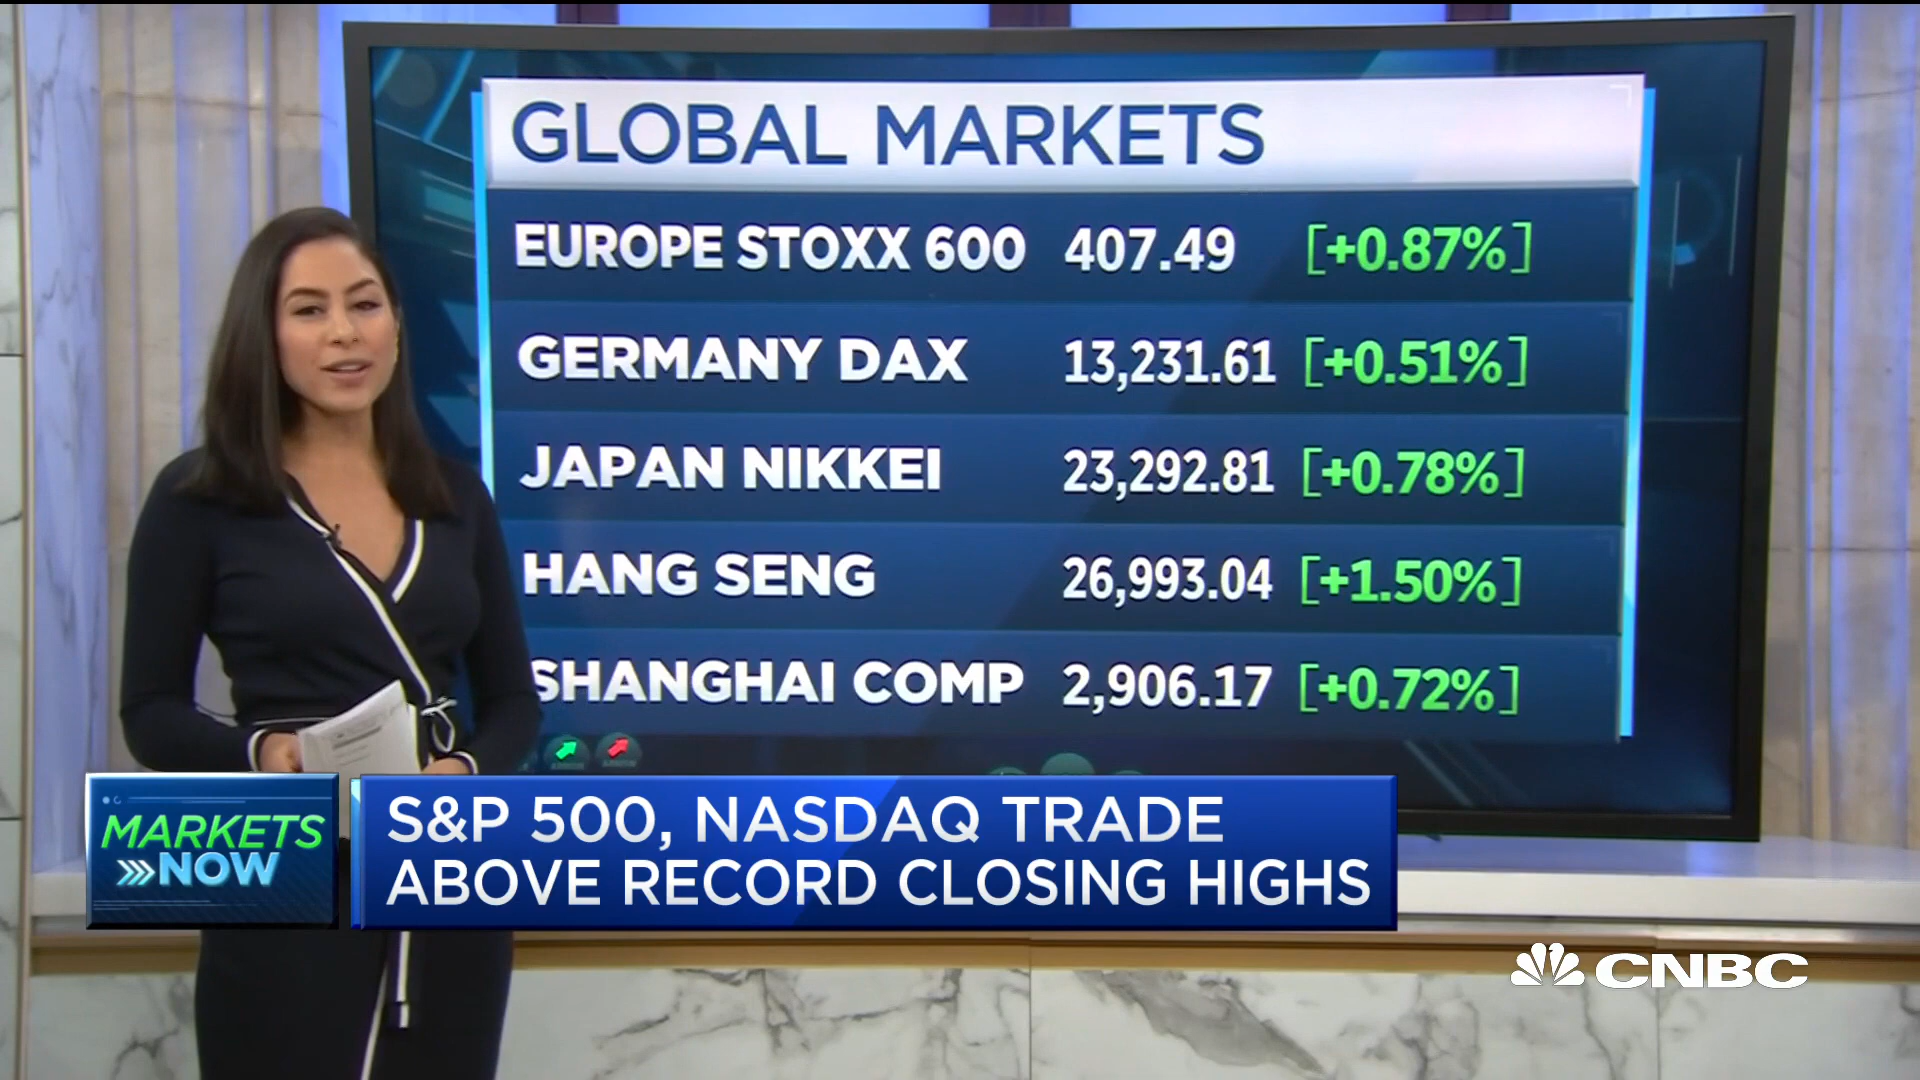 GLOBAL MARKETS
EUROPE STOXX 600 407.49 [+0.87%]
GERMANY DAX 13,231.61 [+0.51%]
JAPAN NIKKEI 23,292.81 [+0.78%]
HANG SENG 26,993.04 [+1.50%]
SHANGHAI COMP 2,906.17 [+0.72%]
MARKETS
NOW
S&P 500, NASDAQ TRADE
ABOVE RECORD CLOSING HIGHS
CNBC